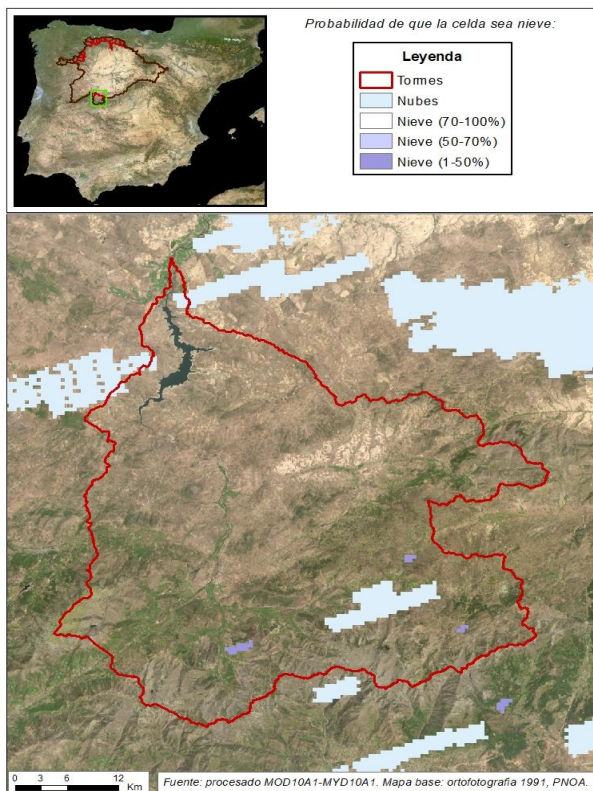 Probabilidad de que la celda sea nieve:
Leyenda
Tormes
Nubes
Nieve (70-100%)
Nieve (50-70%)
Nieve (1-50%)
0 3 6 12
Km
Fuente: procesado MOD10A1-MYD10A1. Mapa base: ortofotografía 1991, PNOA.